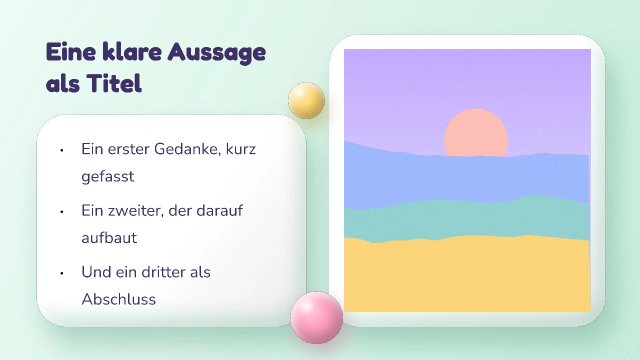 Eine klare Aussage
als Titel
• Ein erster Gedanke, kurz
gefasst
• Ein zweiter, der darauf
aufbaut
• Und ein dritter als
Abschluss